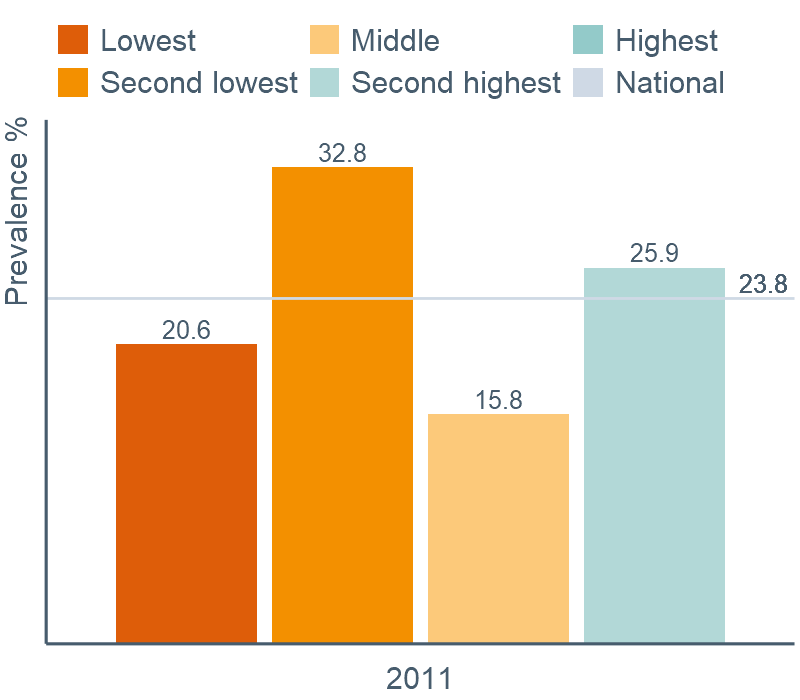 Lowest Middle Highest
Second lowest Second highest National
Prevalence %
32.8
25.9
23.8
20.6
15.8
2011